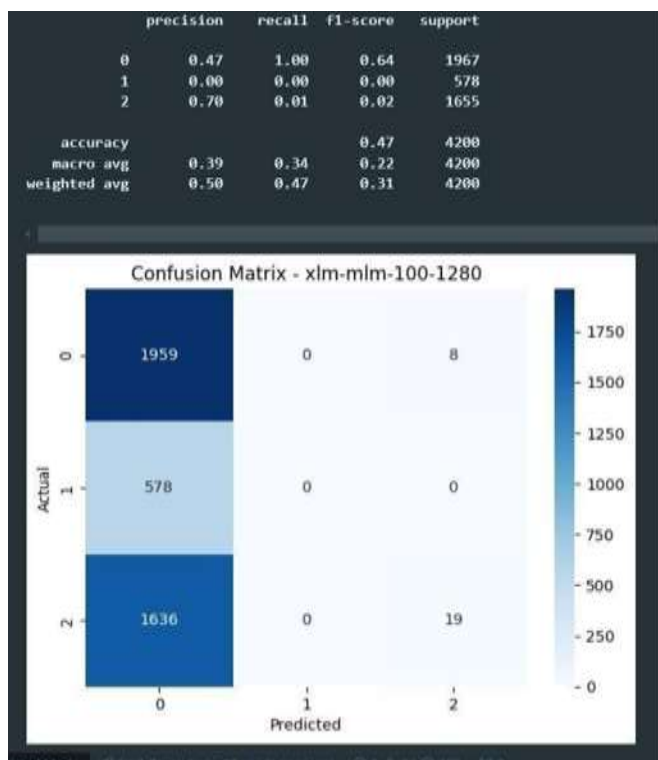 precision recall f1-score support
0 0.47 1.00 0.64 1967
1 0.00 0.00 0.00 578
2 0.70 0.01 0.02 1655
accuracy 0.47 4200
macro avg 0.39 0.34 0.22 4200
weighted avg 0.50 0.47 0.31 4200
Confusion Matrix - xlm-mlm-100-1280
0 1959 0 8
1 578 0 0
2 1636 0 19
0 1 2
Actual
Predicted
1750
1500
1250
1000
750
500
250
0